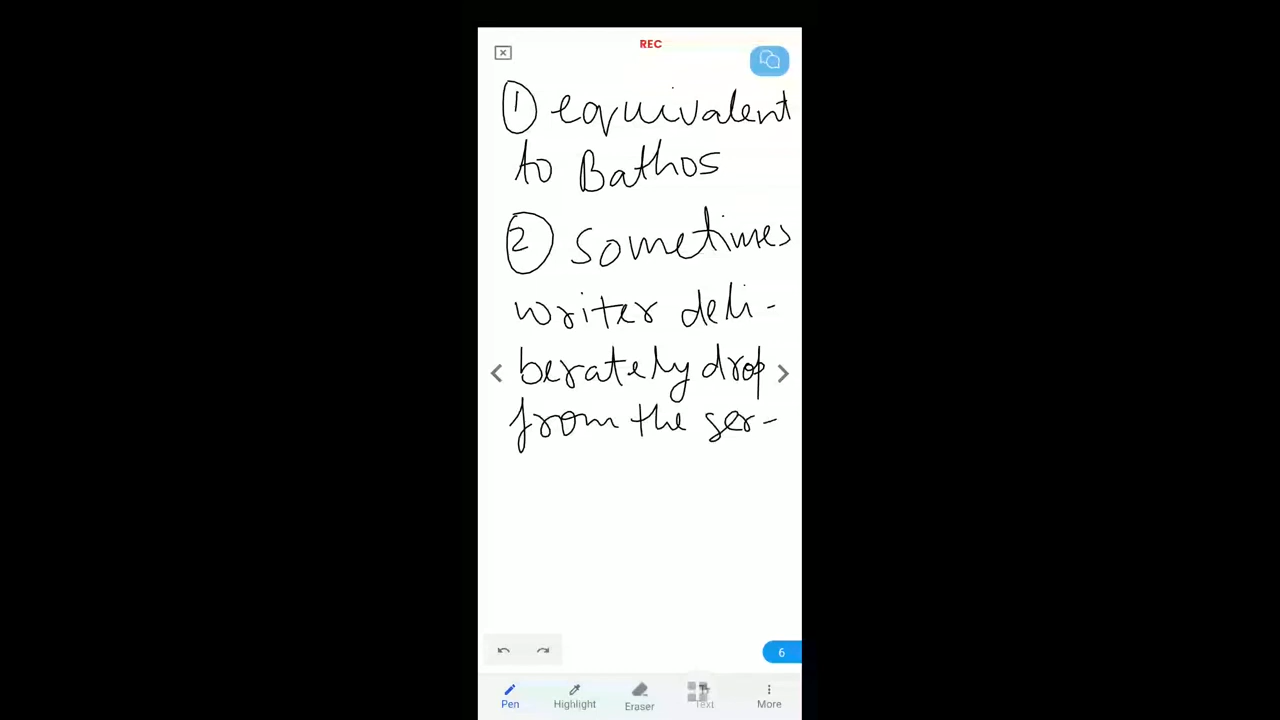 REC
① equivalent
to Bathos
② sometimes
writer deli-
berately drop
from the ser-
6
Pen Highlight Eraser Text More